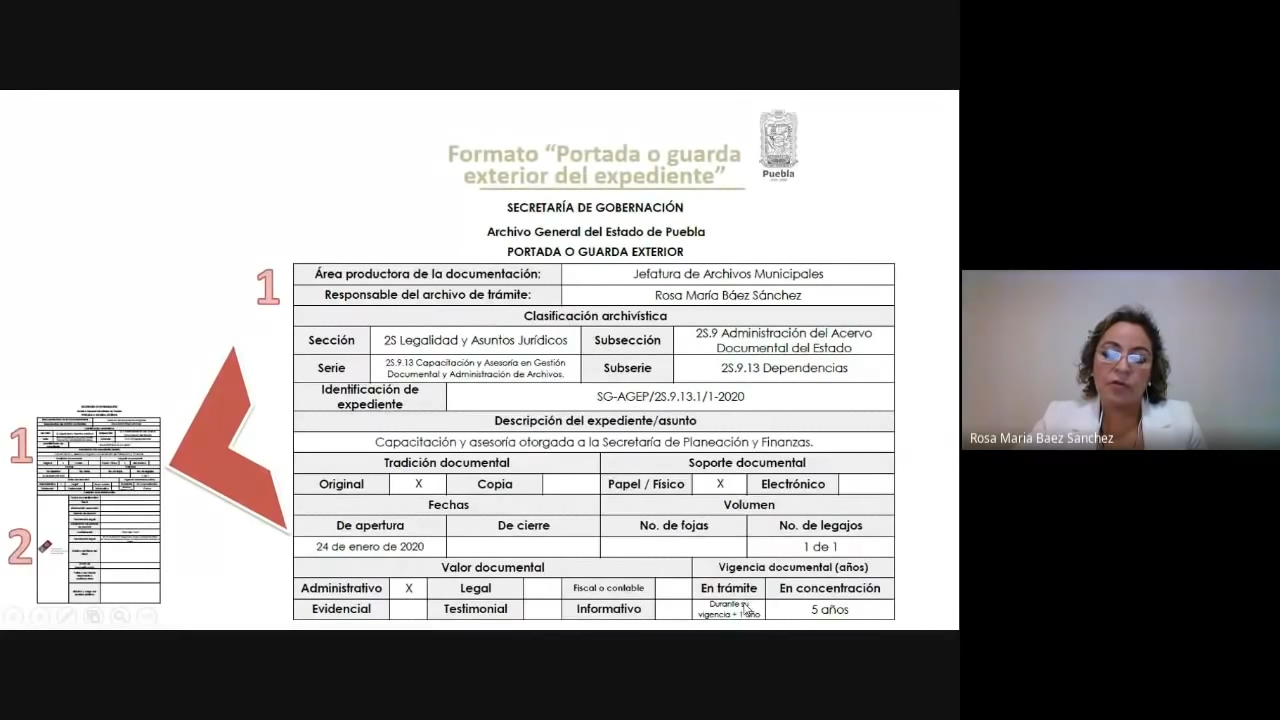 Formato “Portada o guarda
exterior del expediente”
Puebla
SECRETARÍA DE GOBERNACIÓN
Archivo General del Estado de Puebla
PORTADA O GUARDA EXTERIOR
1
Área productora de la documentación: Jefatura de Archivos Municipales
Responsable del archivo de trámite: Rosa María Báez Sánchez
Clasificación archivística
Sección 2S Legalidad y Asuntos Jurídicos Subsección 2S.9 Administración del Acervo
Documental del Estado
Serie 2S.9.13 Capacitación y Asesoría en Gestión
Documental y Administración de Archivos. Subserie 2S.9.13 Dependencias
Identificación de
expediente SG-AGEP/2S.9.13.1/1-2020
Descripción del expediente/asunto
Capacitación y asesoría otorgada a la Secretaría de Planeación y Finanzas.
Tradición documental Soporte documental
Original X Copia Papel / Físico X Electrónico
Fechas Volumen
De apertura De cierre No. de fojas No. de legajos
24 de enero de 2020 1 de 1
Valor documental Vigencia documental (años)
Administrativo X Legal Fiscal o contable En trámite En concentración
Evidencial Testimonial Informativo Durante su
vigencia + 1 año 5 años
1
2
Rosa Maria Baez Sanchez